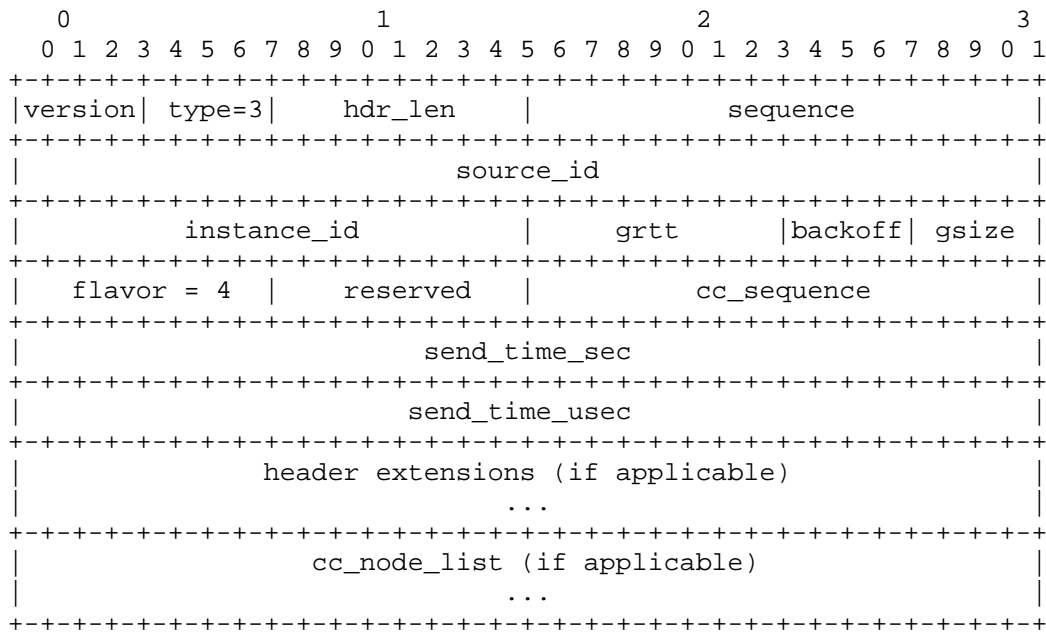 0                   1                   2                   3
0 1 2 3 4 5 6 7 8 9 0 1 2 3 4 5 6 7 8 9 0 1 2 3 4 5 6 7 8 9 0 1
+-+-+-+-+-+-+-+-+-+-+-+-+-+-+-+-+-+-+-+-+-+-+-+-+-+-+-+-+-+-+-+-+
|version| type=3|    hdr_len    |            sequence           |
+-+-+-+-+-+-+-+-+-+-+-+-+-+-+-+-+-+-+-+-+-+-+-+-+-+-+-+-+-+-+-+-+
|                           source_id                           |
+-+-+-+-+-+-+-+-+-+-+-+-+-+-+-+-+-+-+-+-+-+-+-+-+-+-+-+-+-+-+-+-+
|          instance_id          |      grtt     |backoff| gsize |
+-+-+-+-+-+-+-+-+-+-+-+-+-+-+-+-+-+-+-+-+-+-+-+-+-+-+-+-+-+-+-+-+
|   flavor = 4  |    reserved   |          cc_sequence          |
+-+-+-+-+-+-+-+-+-+-+-+-+-+-+-+-+-+-+-+-+-+-+-+-+-+-+-+-+-+-+-+-+
|                         send_time_sec                         |
+-+-+-+-+-+-+-+-+-+-+-+-+-+-+-+-+-+-+-+-+-+-+-+-+-+-+-+-+-+-+-+-+
|                        send_time_usec                         |
+-+-+-+-+-+-+-+-+-+-+-+-+-+-+-+-+-+-+-+-+-+-+-+-+-+-+-+-+-+-+-+-+
|               header extensions (if applicable)               |
|                              ...                              |
+-+-+-+-+-+-+-+-+-+-+-+-+-+-+-+-+-+-+-+-+-+-+-+-+-+-+-+-+-+-+-+-+
|                  cc_node_list (if applicable)                 |
|                              ...                              |
+-+-+-+-+-+-+-+-+-+-+-+-+-+-+-+-+-+-+-+-+-+-+-+-+-+-+-+-+-+-+-+-+